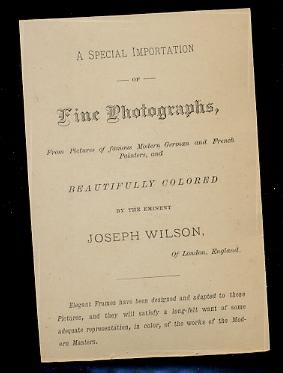 A SPECIAL IMPORTATION
— OF —
Fine Photographs,
From Pictures of famous Modern German and French
Painters, and
BEAUTIFULLY COLORED
BY THE EMINENT
JOSEPH WILSON,
Of London, England.
Elegant Frames have been designed and adapted to these
Pictures, and they will satisfy a long-felt want of some
adequate representation, in color, of the works of the Mod-
ern Masters.